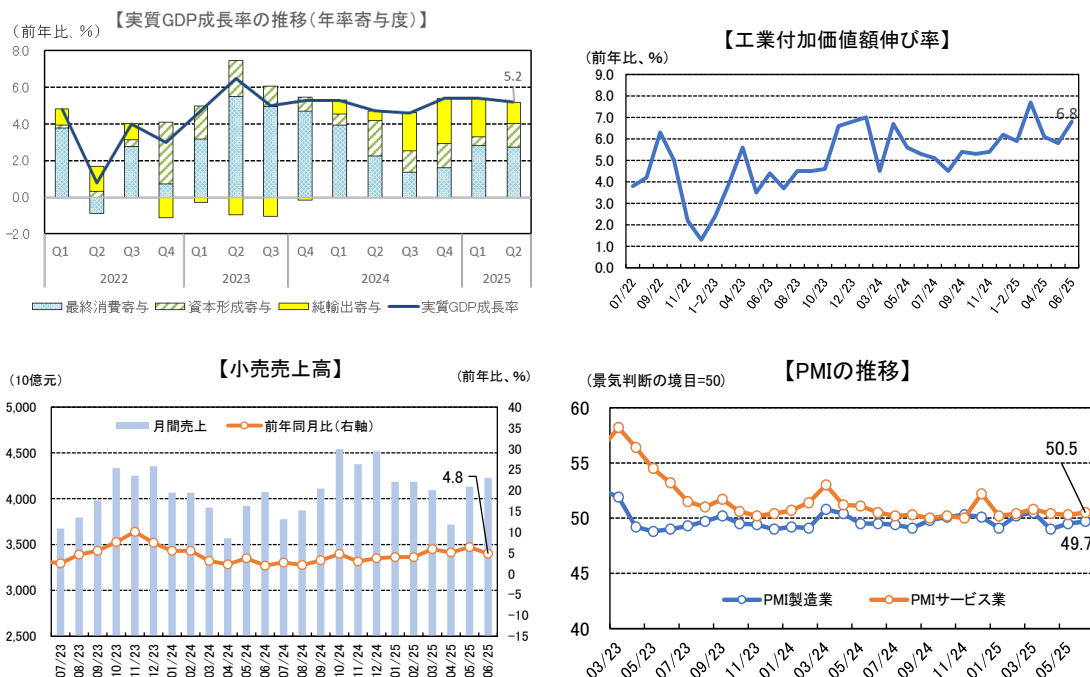 【実質GDP成長率の推移(年率寄与度)】
(前年比、%)
8.0
6.0
4.0
2.0
0.0
−2.0
5.2
Q1 Q2 Q3 Q4 Q1 Q2 Q3 Q4 Q1 Q2 Q3 Q4 Q1 Q2
2022 2023 2024 2025
最終消費寄与 資本形成寄与 純輸出寄与 実質GDP成長率
【工業付加価値額伸び率】
(前年比、%)
9.0
8.0
7.0
6.0
5.0
4.0
3.0
2.0
1.0
0.0
6.8
07/22 09/22 11/22 1-2/23 04/23 06/23 08/23 10/23 12/23 03/24 05/24 07/24 09/24 11/24 1-2/25 04/25 06/25
【小売売上高】
(10億元)
(前年比、%)
5,000
4,500
4,000
3,500
3,000
2,500
40
35
30
25
20
15
10
5
0
−5
−10
−15
月間売上 前年同月比(右軸)
4.8
07/23 08/23 09/23 10/23 11/23 12/23 01/24 02/24 03/24 04/24 05/24 06/24 07/24 08/24 09/24 10/24 11/24 12/24 01/25 02/25 03/25 04/25 05/25 06/25
【PMIの推移】
(景気判断の境目=50)
60
55
50
45
40
50.5
49.7
PMI製造業 PMIサービス業
03/23 05/23 07/23 09/23 11/23 01/24 03/24 05/24 07/24 09/24 11/24 01/25 03/25 05/25